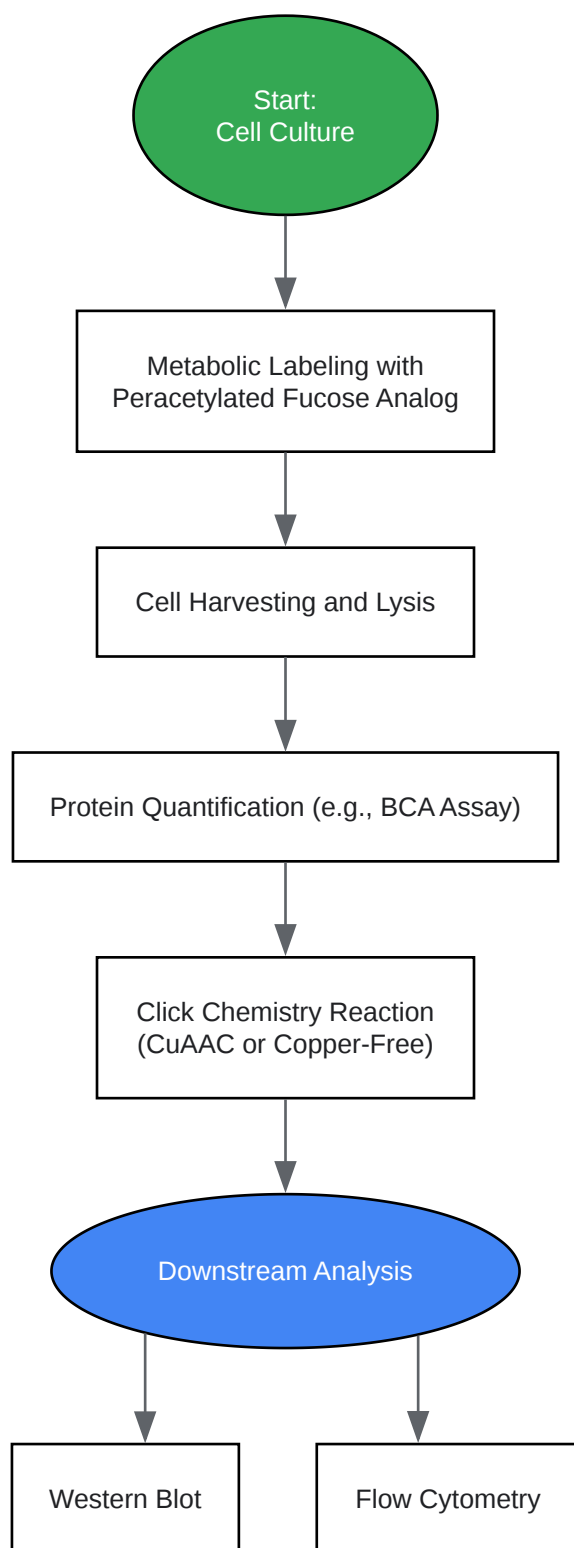 Start:
Cell Culture
Metabolic Labeling with
Peracetylated Fucose Analog
Cell Harvesting and Lysis
Protein Quantification (e.g., BCA Assay)
Click Chemistry Reaction
(CuAAC or Copper-Free)
Downstream Analysis
Western Blot
Flow Cytometry